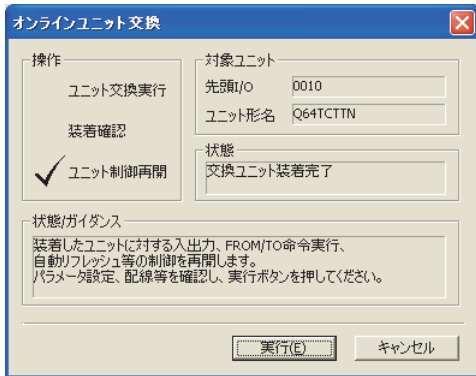 オンラインユニット交換
操作
ユニット交換実行
装着確認
ユニット制御再開
対象ユニット
先頭I/O 0010
ユニット形名 Q64TCTTN
状態
交換ユニット装着完了
状態/ガイダンス
装着したユニットに対する入出力、FROM/TO命令実行、
自動リフレッシュ等の制御を再開します。
パラメータ設定、配線等を確認し、実行ボタンを押してください。
実行(E) キャンセル